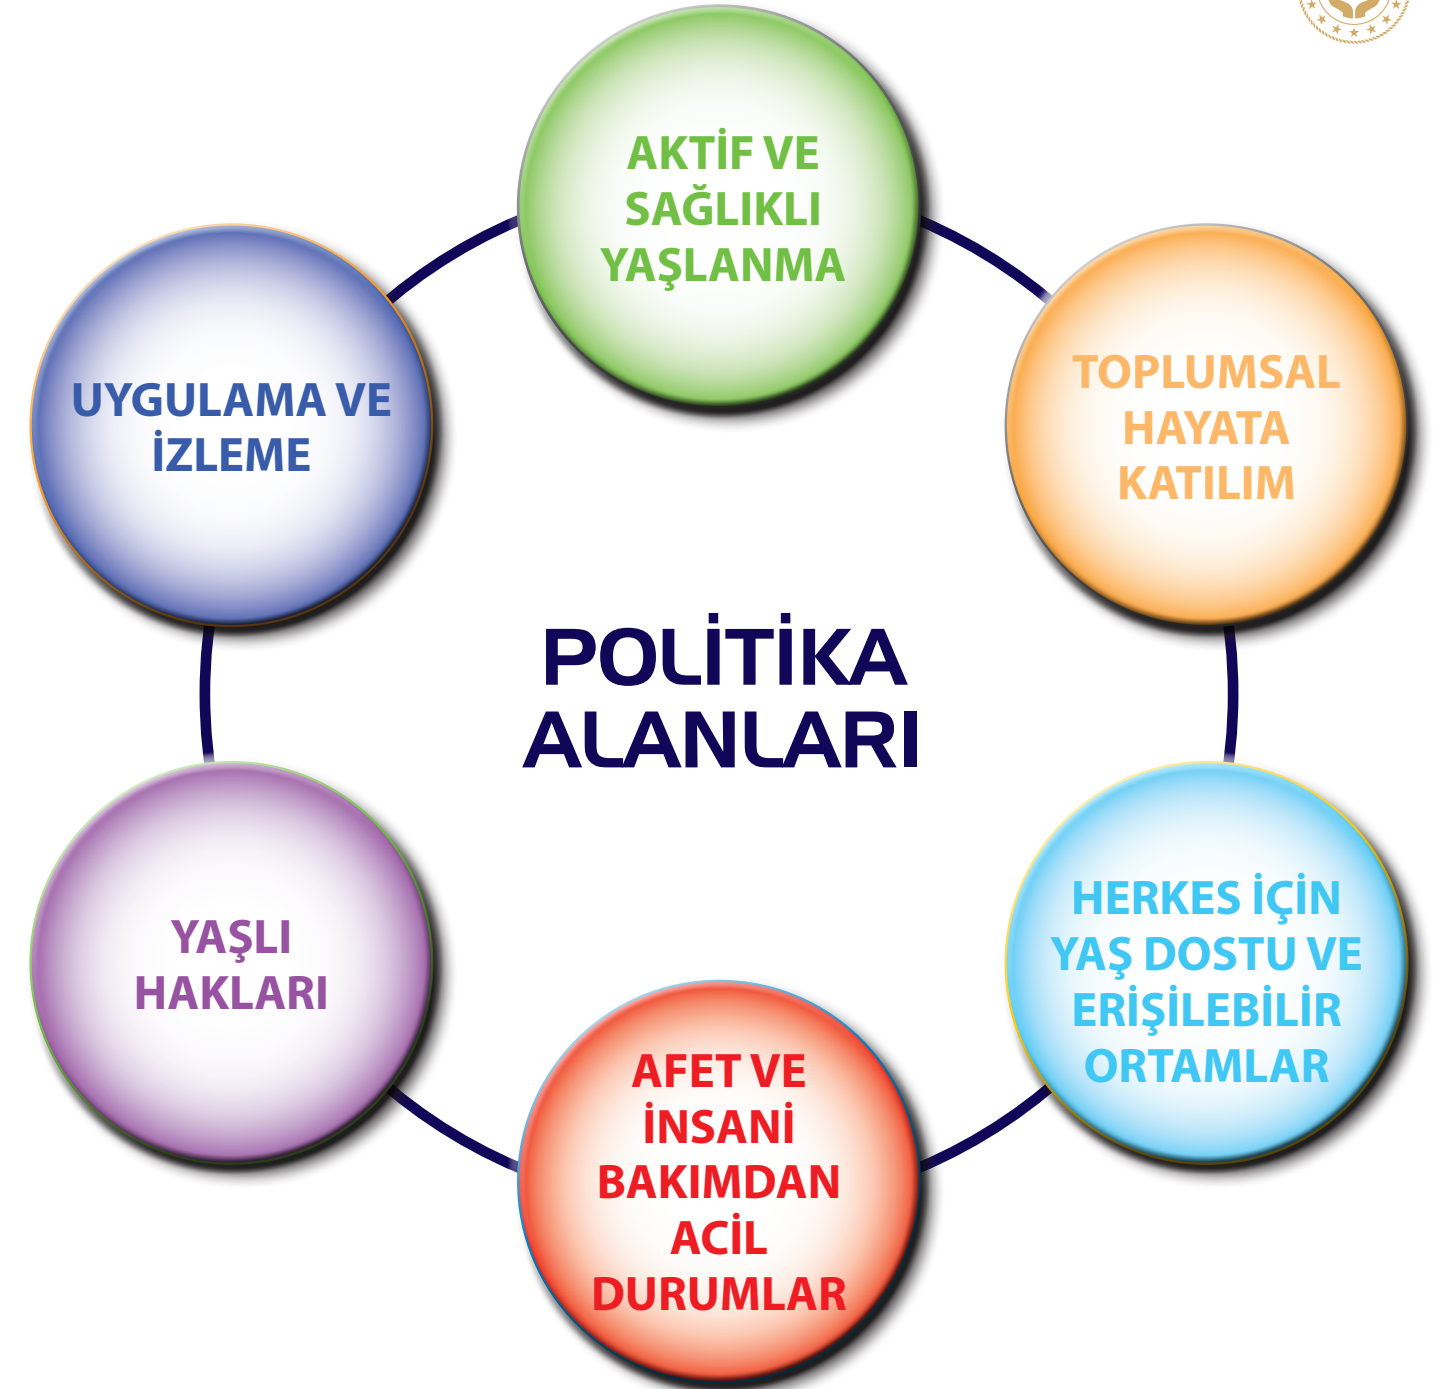 AKTİF VE
SAĞLIKLI
YAŞLANMA
TOPLUMSAL
HAYATA
KATILIM
HERKES İÇİN
YAŞ DOSTU VE
ERİŞİLEBİLİR
ORTAMLAR
AFET VE
İNSANİ
BAKIMDAN
ACİL
DURUMLAR
YAŞLI
HAKLARI
UYGULAMA VE
İZLEME
POLİTİKA
ALANLARI